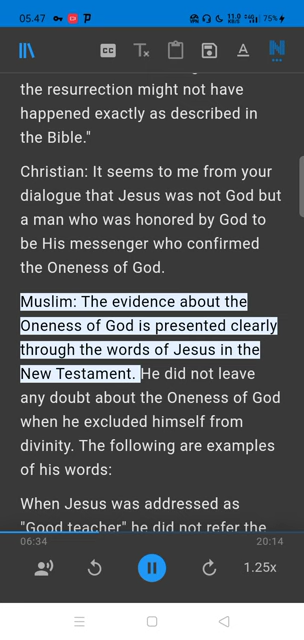 05.47
11.0
KB/S
4G
75%
CC
the resurrection might not have
happened exactly as described in
the Bible."
Christian: It seems to me from your
dialogue that Jesus was not God but
a man who was honored by God to
be His messenger who confirmed
the Oneness of God.
Muslim: The evidence about the
Oneness of God is presented clearly
through the words of Jesus in the
New Testament. He did not leave
any doubt about the Oneness of God
when he excluded himself from
divinity. The following are examples
of his words:
When Jesus was addressed as
"Good teacher" he did not refer the
06:34
20:14
1.25x